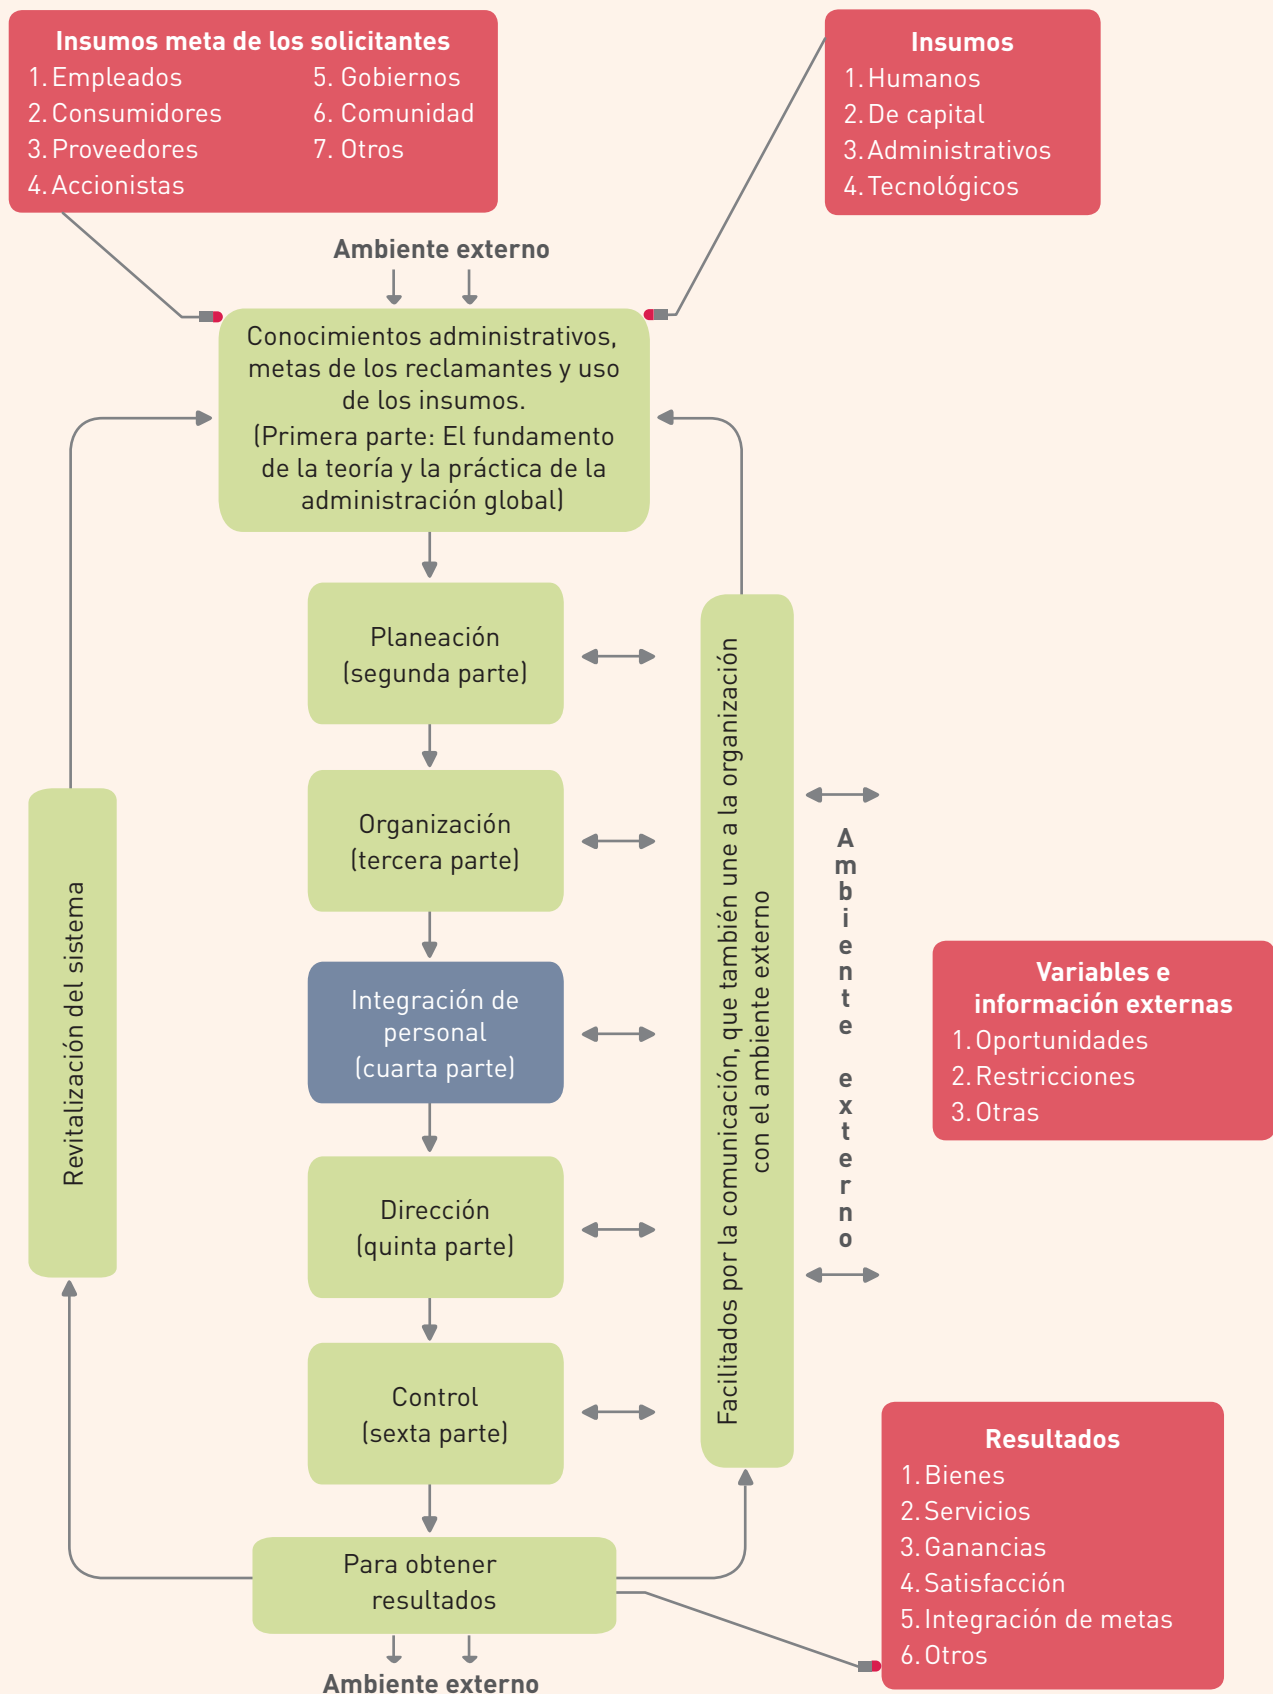 Insumos meta de los solicitantes
1. Empleados
2. Consumidores
3. Proveedores
4. Accionistas
5. Gobiernos
6. Comunidad
7. Otros
Insumos
1. Humanos
2. De capital
3. Administrativos
4. Tecnológicos
Ambiente externo
Conocimientos administrativos,
metas de los reclamantes y uso
de los insumos.
(Primera parte: El fundamento
de la teoría y la práctica de la
administración global)
Planeación
(segunda parte)
Organización
(tercera parte)
Integración de
personal
(cuarta parte)
Dirección
(quinta parte)
Control
(sexta parte)
Para obtener
resultados
Ambiente externo
Revitalización del sistema
Facilitados por la comunicación, que también une a la organización
con el ambiente externo
Ambiente externo
Variables e
información externas
1. Oportunidades
2. Restricciones
3. Otras
Resultados
1. Bienes
2. Servicios
3. Ganancias
4. Satisfacción
5. Integración de metas
6. Otros